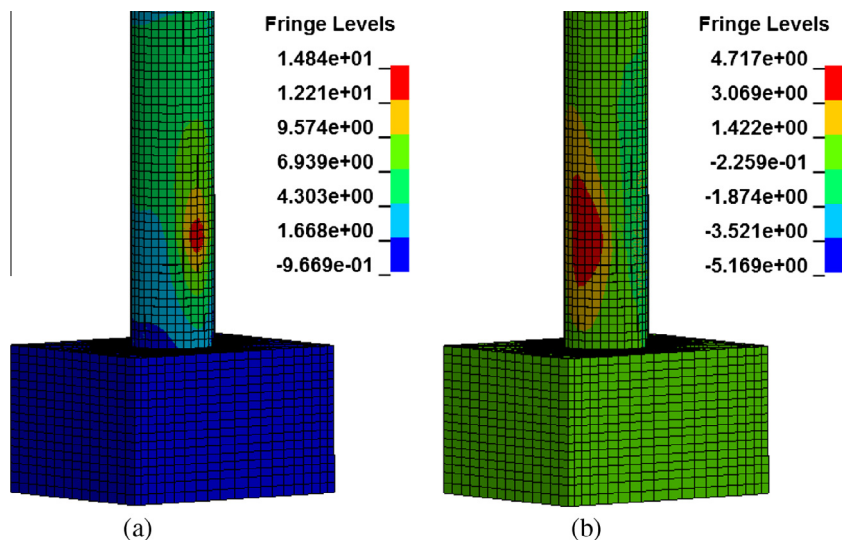 Fringe Levels
1.484e+01
1.221e+01
9.574e+00
6.939e+00
4.303e+00
1.668e+00
-9.669e-01
(a)
Fringe Levels
4.717e+00
3.069e+00
1.422e+00
-2.259e-01
-1.874e+00
-3.521e+00
-5.169e+00
(b)